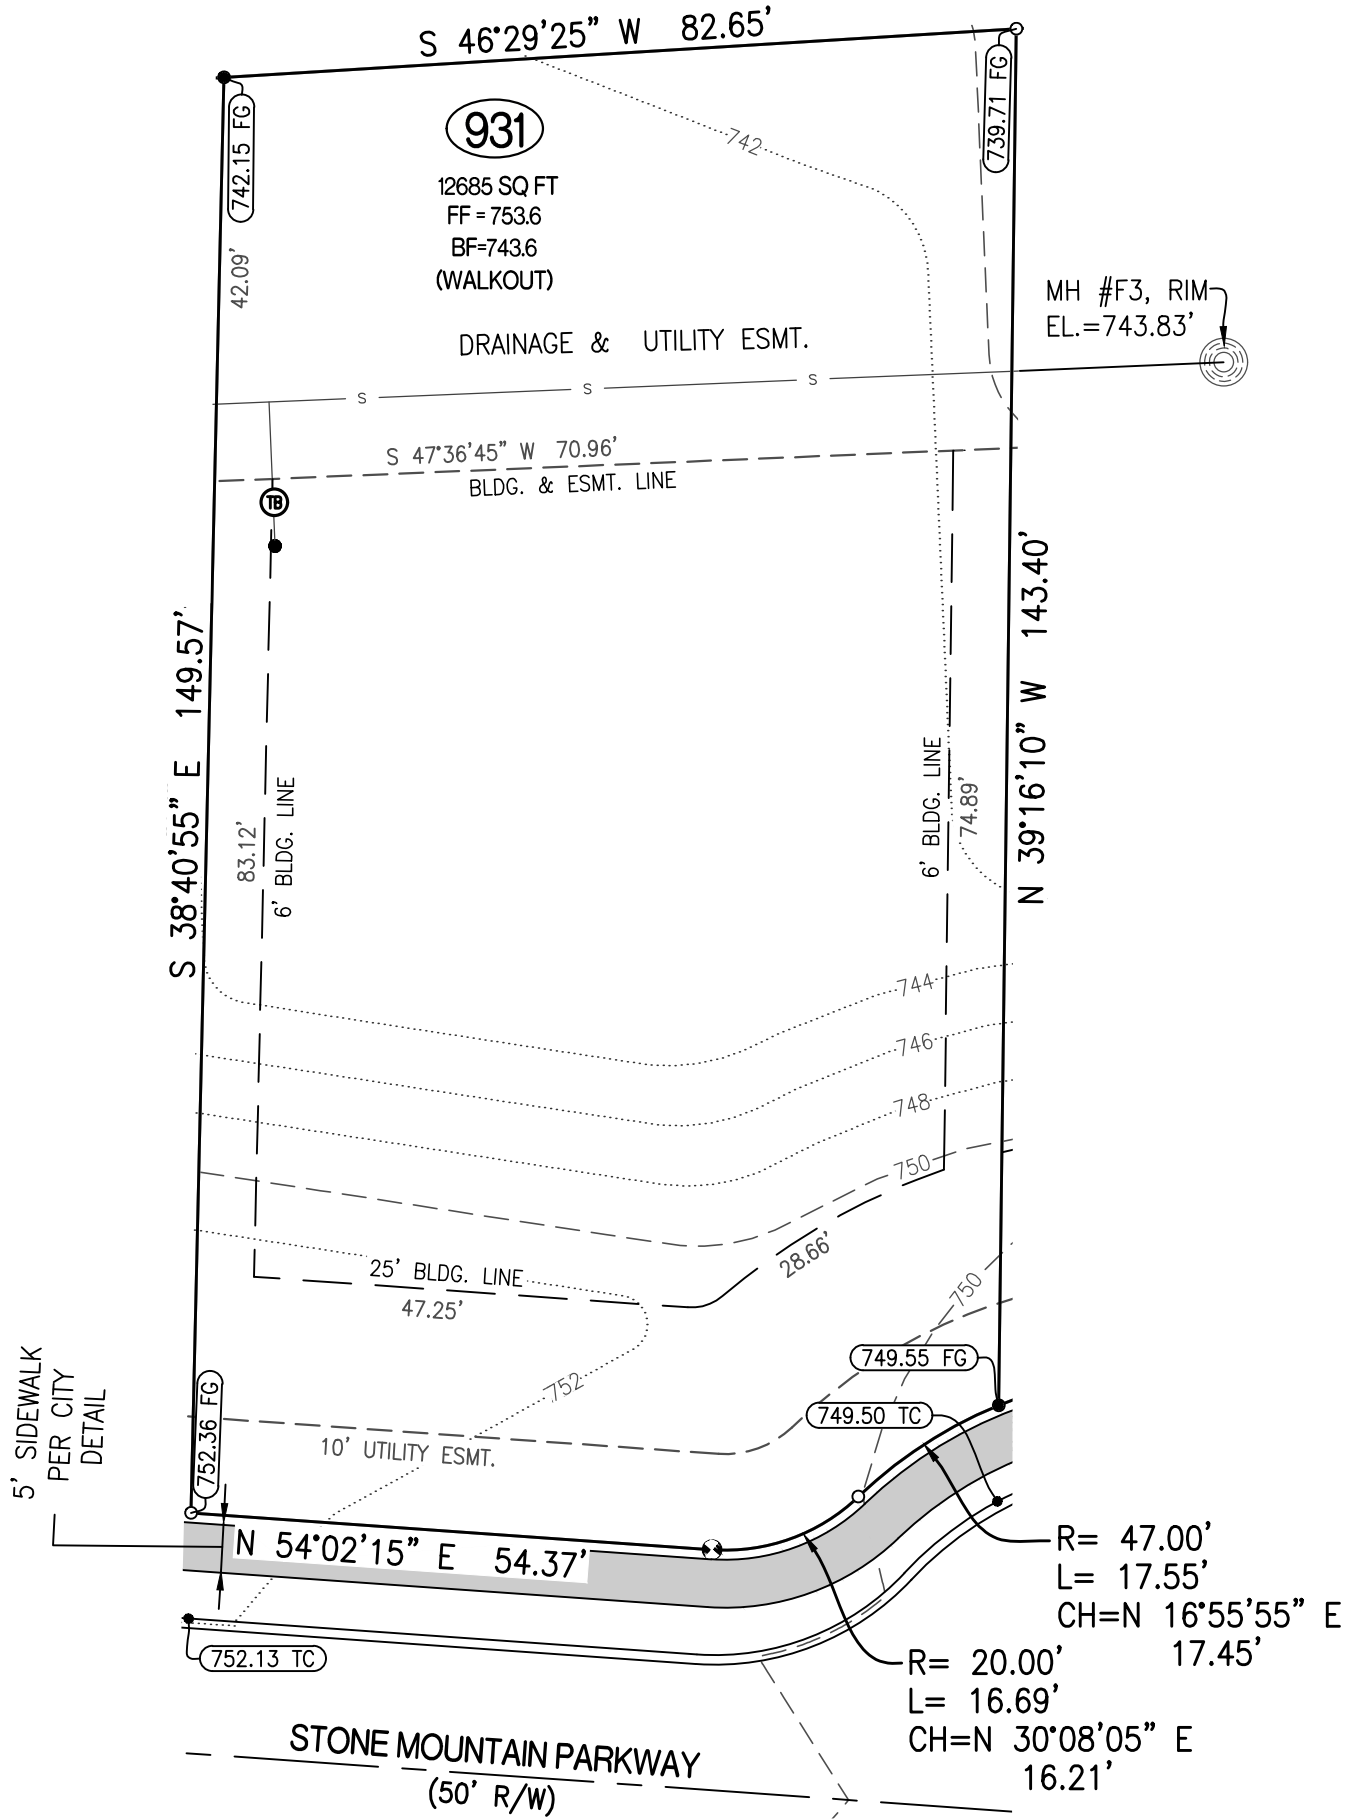 S 46°29'25" W 82.65'
742.15 FG
739.71 FG
931
12685 SQ FT
FF = 753.6
BF=743.6
(WALKOUT)
742
42.09'
MH #F3, RIM
EL.=743.83'
DRAINAGE & UTILITY ESMT.
S S S
S 47°36'45" W 70.96'
BLDG. & ESMT. LINE
TB
S 38°40'55" E 149.57'
N 39°16'10" W 143.40'
83.12'
6' BLDG. LINE
6' BLDG. LINE
74.89'
744
746
748
750
25' BLDG. LINE
47.25'
28.66'
750
752
749.55 FG
749.50 TC
752.36 FG
10' UTILITY ESMT.
5' SIDEWALK
PER CITY
DETAIL
N 54°02'15" E 54.37'
R= 47.00'
L= 17.55'
CH=N 16°55'55" E
17.45'
752.13 TC
R= 20.00'
L= 16.69'
CH=N 30°08'05" E
16.21'
STONE MOUNTAIN PARKWAY
(50' R/W)